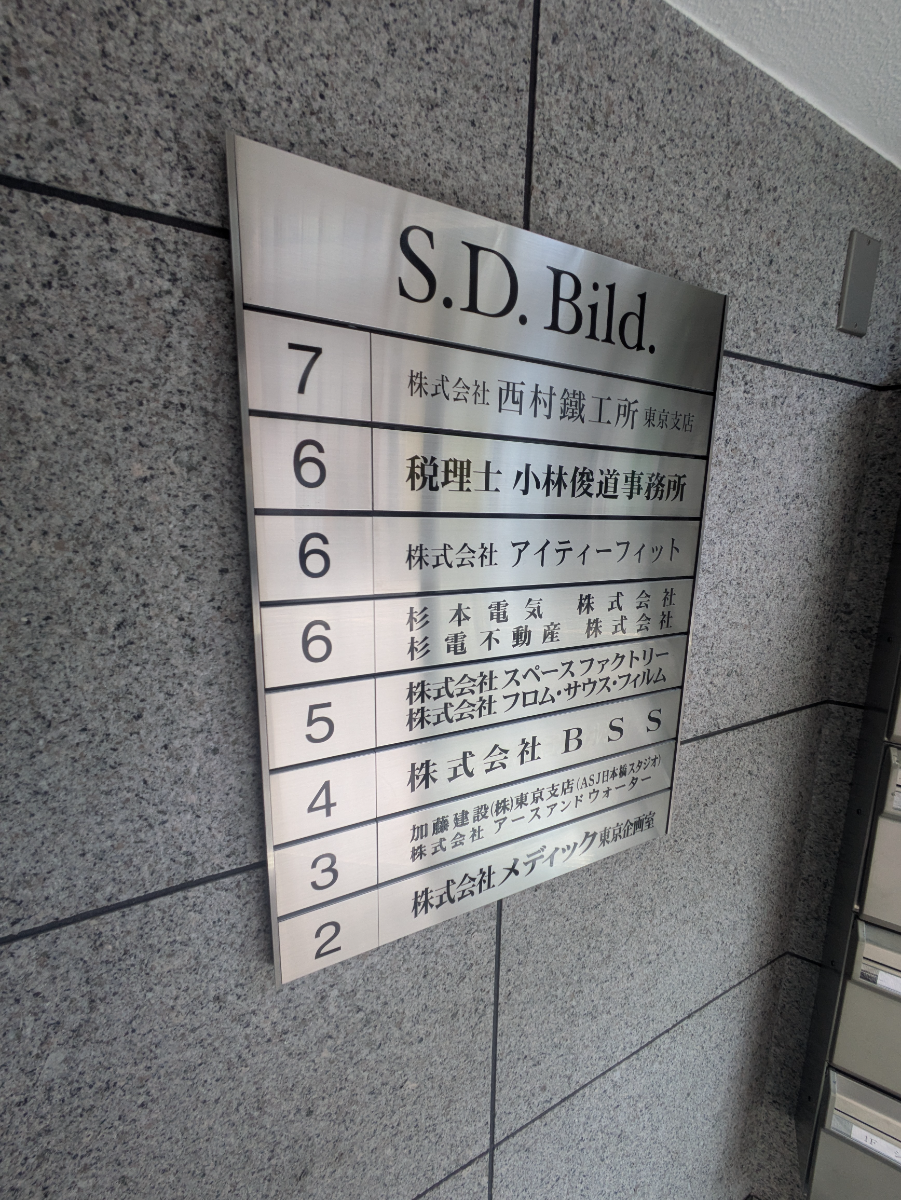 S.D. Bild.
7 株式会社 西村鐵工所 東京支店
6 税理士 小林俊道事務所
6 株式会社 アイティーフィット
6 杉本電気 株式会社
杉電不動産 株式会社
5 株式会社 スペースファクトリー
株式会社 フロム・サウス・フィルム
4 株式会社 BSS
3 加藤建設(株)東京支店(ASJ日本橋スタジオ)
株式会社 アースアンドウォーター
2 株式会社メディック東京企画室